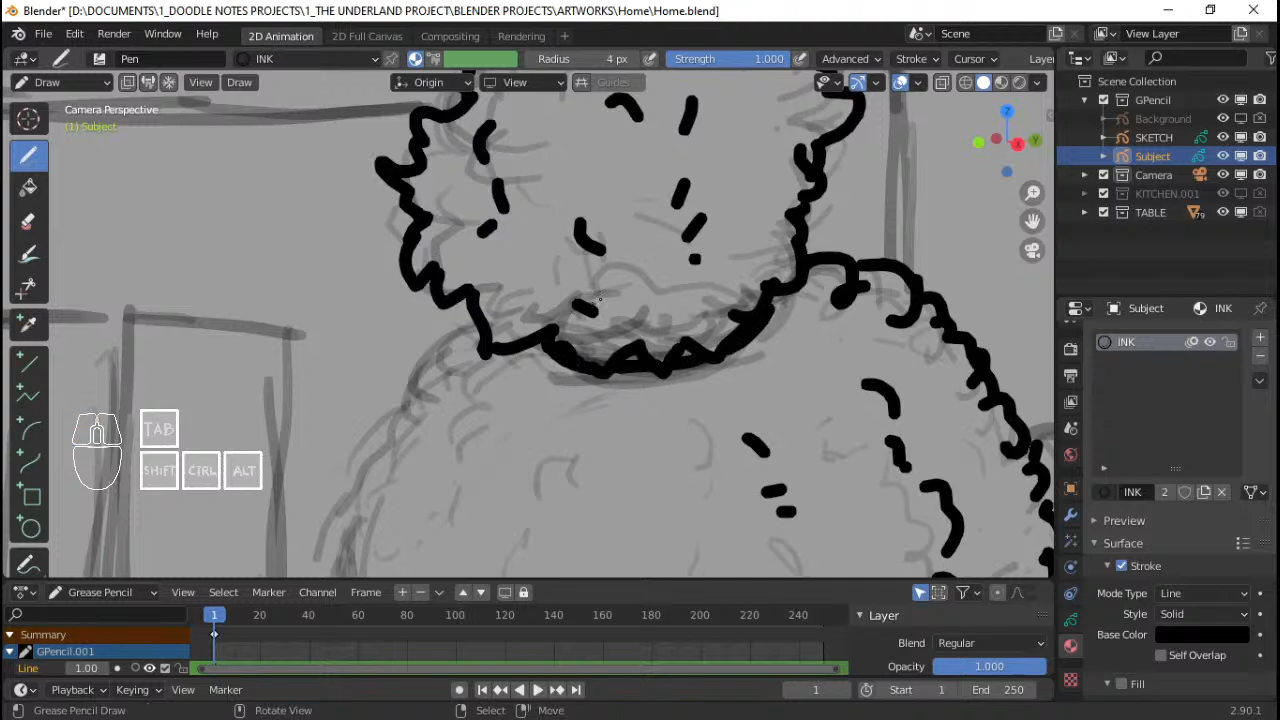 Blender* [D:\DOCUMENTS\1_DOODLE NOTES PROJECTS\1_THE UNDERLAND PROJECT\BLENDER PROJECTS\ARTWORKS\Home\Home.blend]
File Edit Render Window Help 2D Animation 2D Full Canvas Compositing Rendering Scene View Layer
Pen INK Radius 4 px Strength 1.000 Advanced Stroke Cursor
Draw View Draw Origin View Guides
Camera Perspective
(1) Subject
Scene Collection
GPencil
Background
SKETCH
Subject
Camera
KITCHEN.001
TABLE 79
X Y Z
TAB
SHIFT CTRL ALT
Subject INK
INK
INK 2
Preview
Surface
Stroke
Mode Type Line
Style Solid
Base Color
Self Overlap
Fill
Grease Pencil View Select Marker Channel Frame
1 20 40 60 80 100 120 140 160 180 200 220 240
Summary
GPencil.001
Line 1.00
Layer
Blend Regular
Opacity 1.000
Playback Keying View Marker 1 Start 1 End 250
Grease Pencil Draw Rotate View Select Move 2.90.1